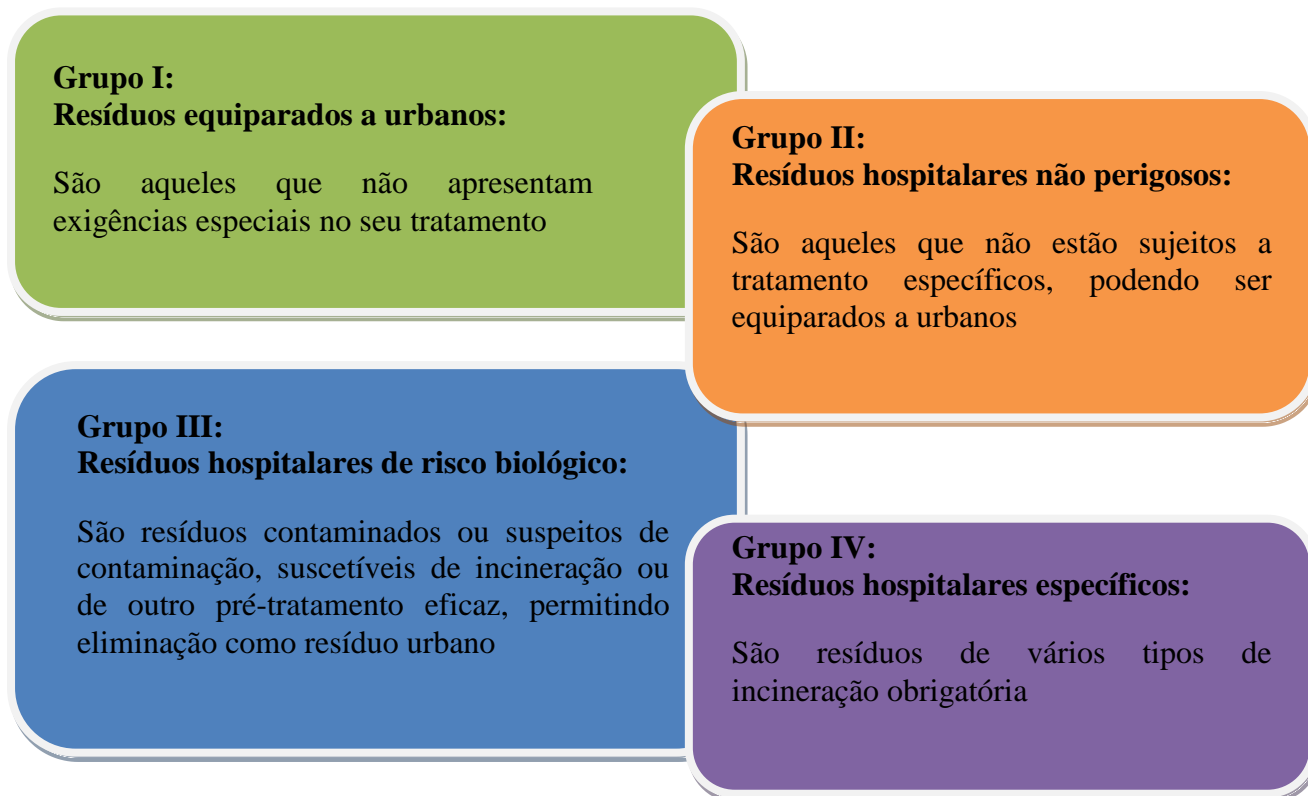 Grupo I:
Resíduos equiparados a urbanos:
São aqueles que não apresentam
exigências especiais no seu tratamento
Grupo II:
Resíduos hospitalares não perigosos:
São aqueles que não estão sujeitos a
tratamento específicos, podendo ser
equiparados a urbanos
Grupo III:
Resíduos hospitalares de risco biológico:
São resíduos contaminados ou suspeitos de
contaminação, suscetíveis de incineração ou
de outro pré-tratamento eficaz, permitindo
eliminação como resíduo urbano
Grupo IV:
Resíduos hospitalares específicos:
São resíduos de vários tipos de
incineração obrigatória